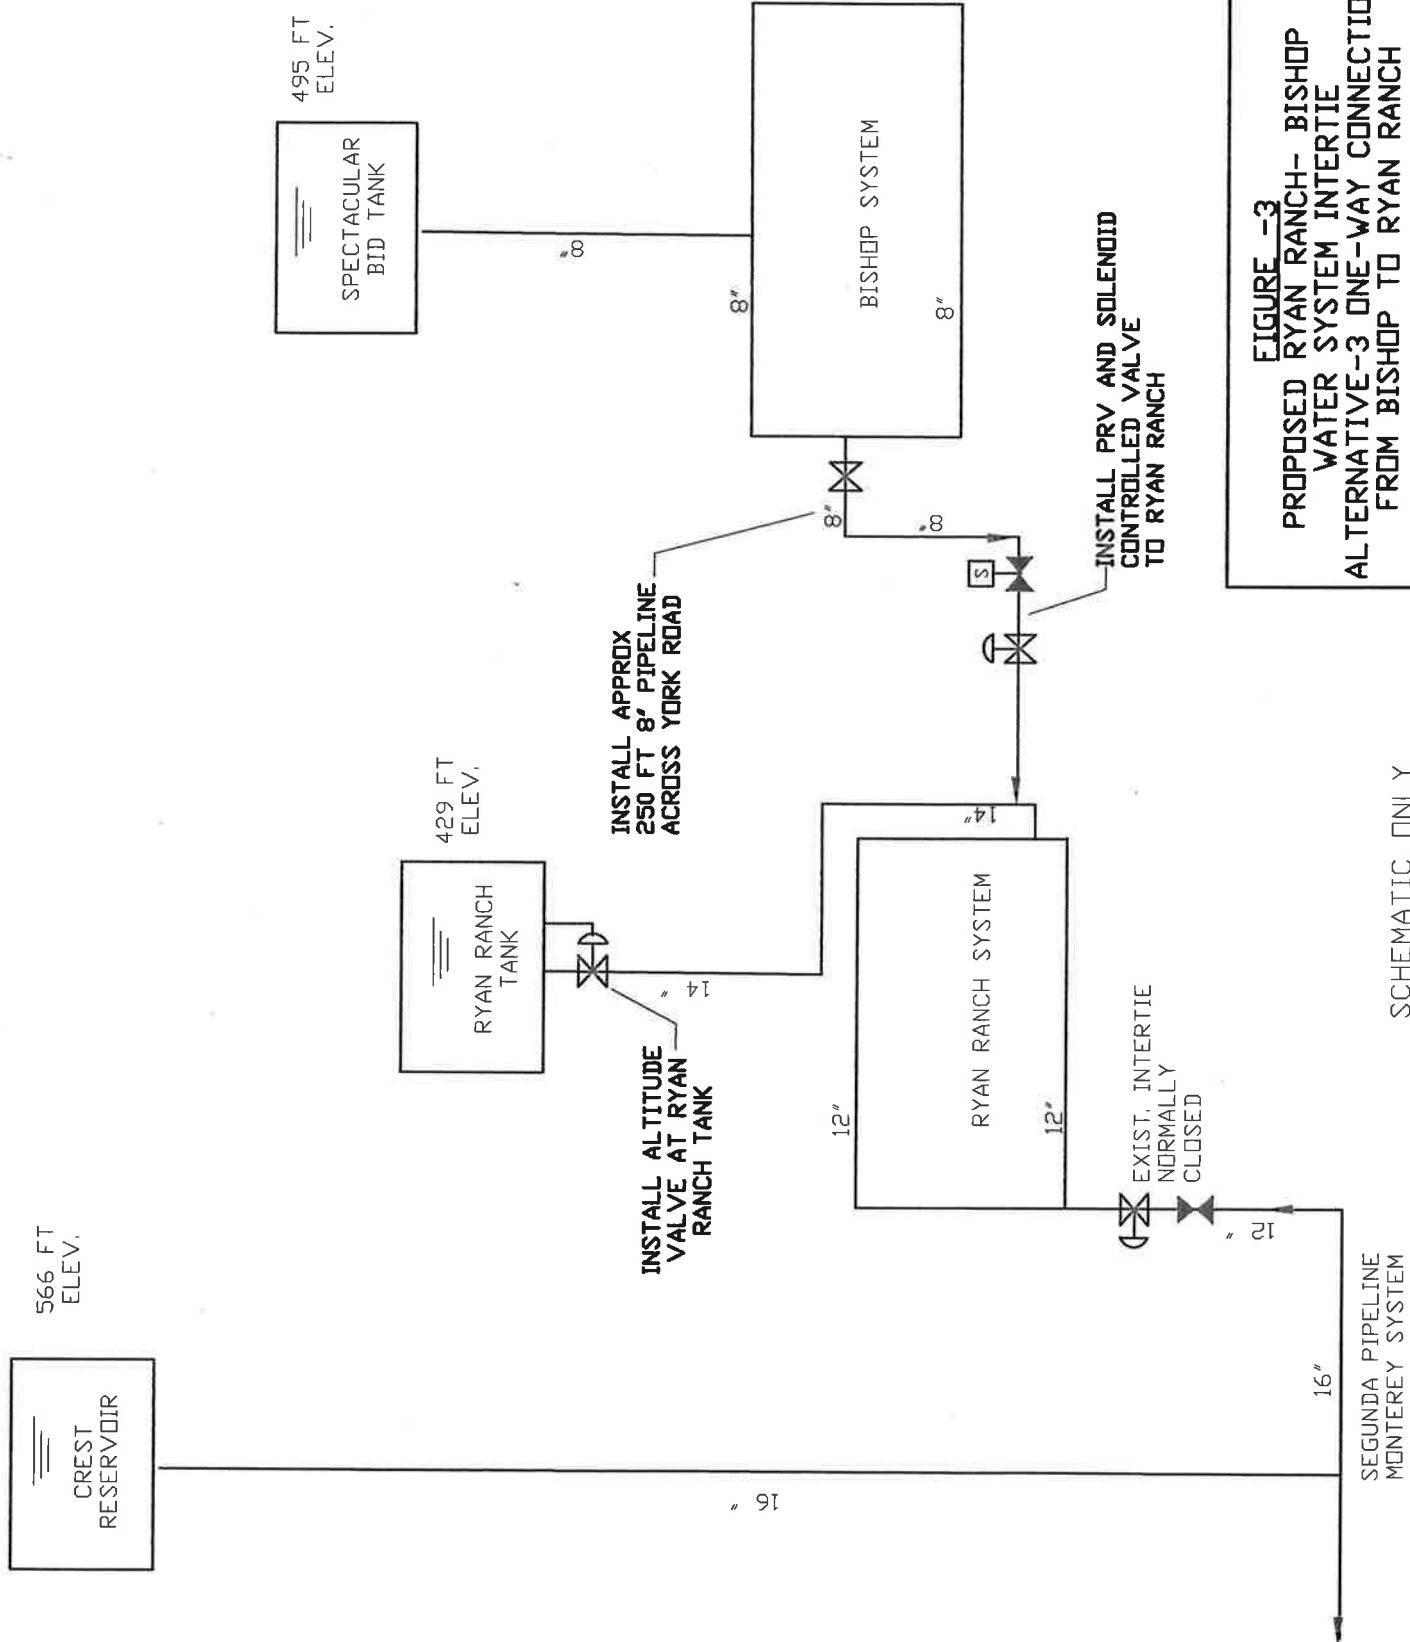 566 FT
ELEV.
CREST
RESERVOIR
16"
16"
SEGUNDA PIPELINE
MONTEREY SYSTEM
429 FT
ELEV.
RYAN RANCH
TANK
INSTALL ALTITUDE
VALVE AT RYAN
RANCH TANK
14 "
14"
12"
RYAN RANCH SYSTEM
12"
EXIST. INTERTIE
NORMALLY
CLOSED
12 "
495 FT
ELEV.
SPECTACULAR
BID TANK
8"
8"
BISHOP SYSTEM
8"
INSTALL APPROX
250 FT 8' PIPELINE
ACROSS YORK ROAD
8"
8"
S
INSTALL PRV AND SOLENOID
CONTROLLED VALVE
TO RYAN RANCH
SCHEMATIC ONLY
FIGURE -3
PROPOSED RYAN RANCH- BISHOP
WATER SYSTEM INTERTIE
ALTERNATIVE-3 ONE-WAY CONNECTIO
FROM BISHOP TO RYAN RANCH